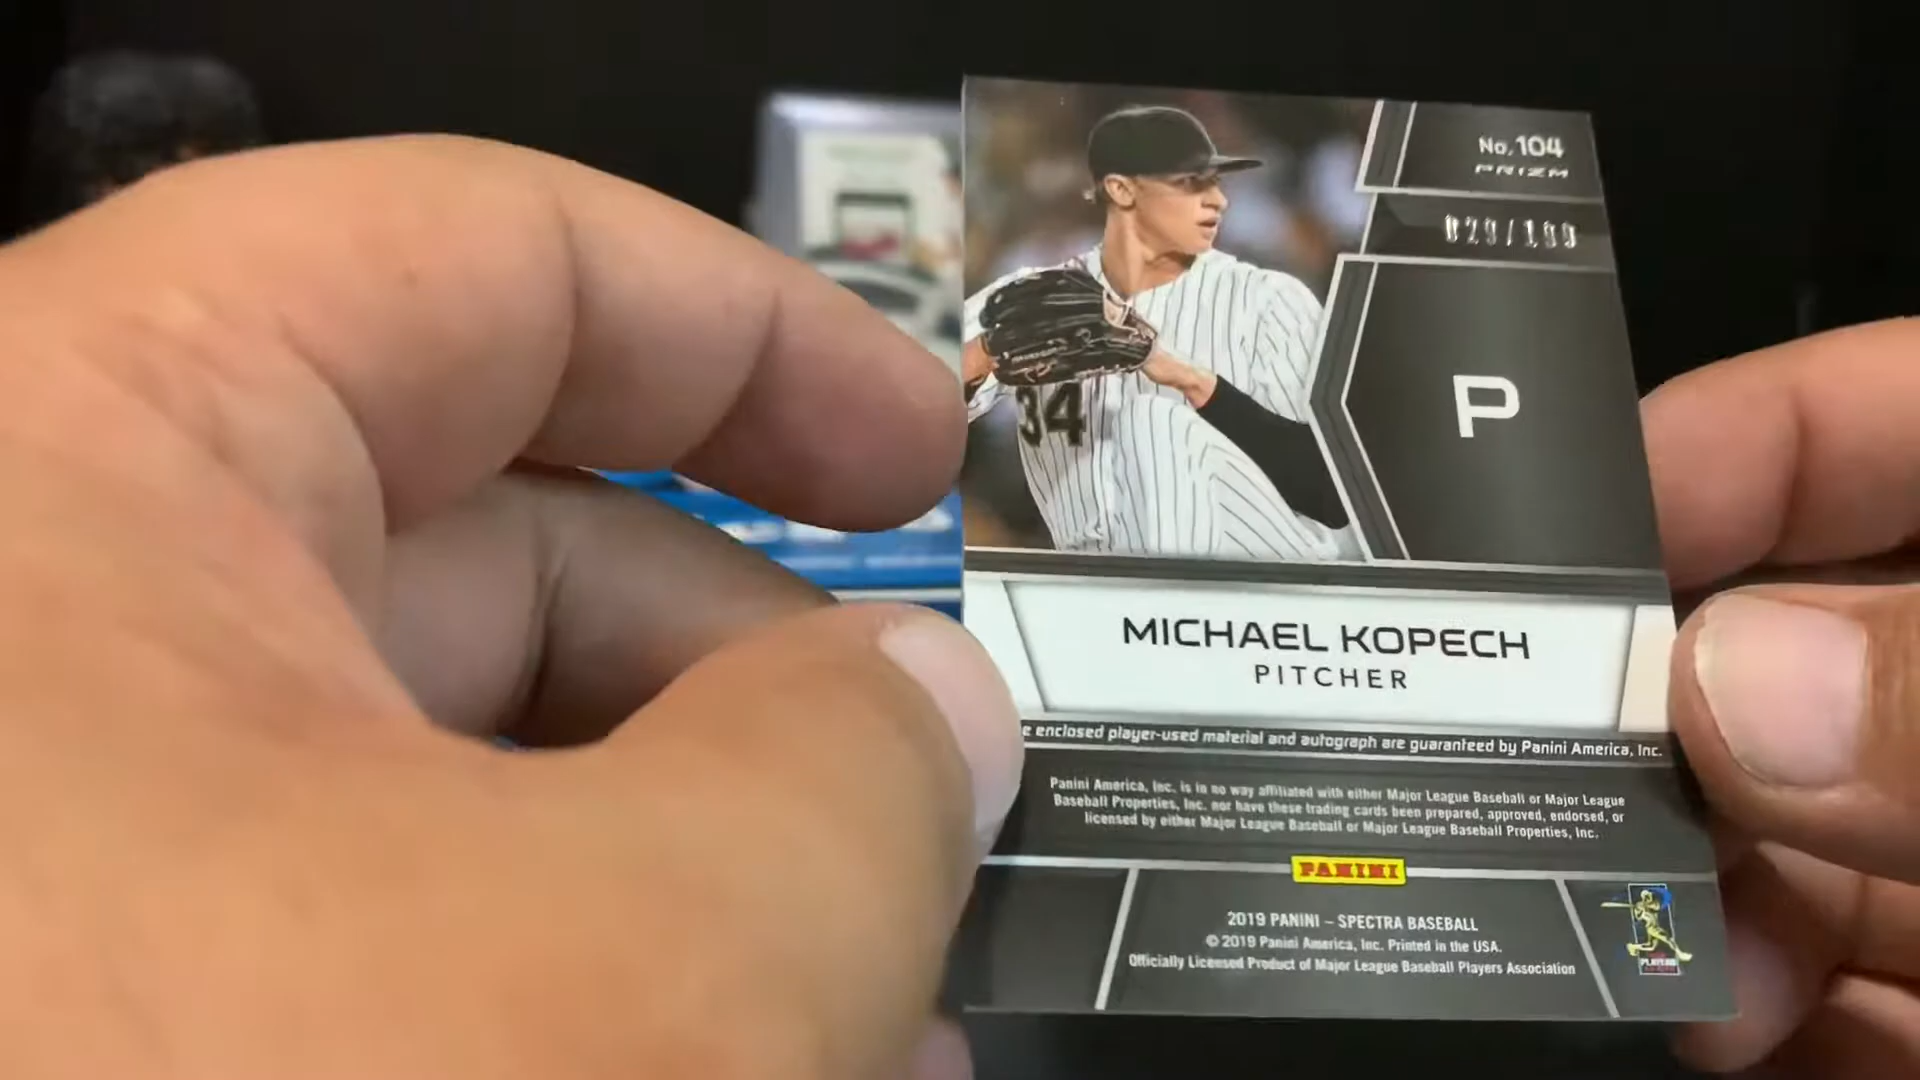 No. 104
PRIZM
029/199
P
34
MICHAEL KOPECH
PITCHER
e enclosed player-used material and autograph are guaranteed by Panini America, Inc.
Panini America, Inc. is in no way affiliated with either Major League Baseball or Major League
Baseball Properties, Inc. nor have these trading cards been prepared, approved, endorsed, or
licensed by either Major League Baseball or Major League Baseball Properties, Inc.
PANINI
2019 PANINI – SPECTRA BASEBALL
© 2019 Panini America, Inc. Printed in the USA.
Officially Licensed Product of Major League Baseball Players Association